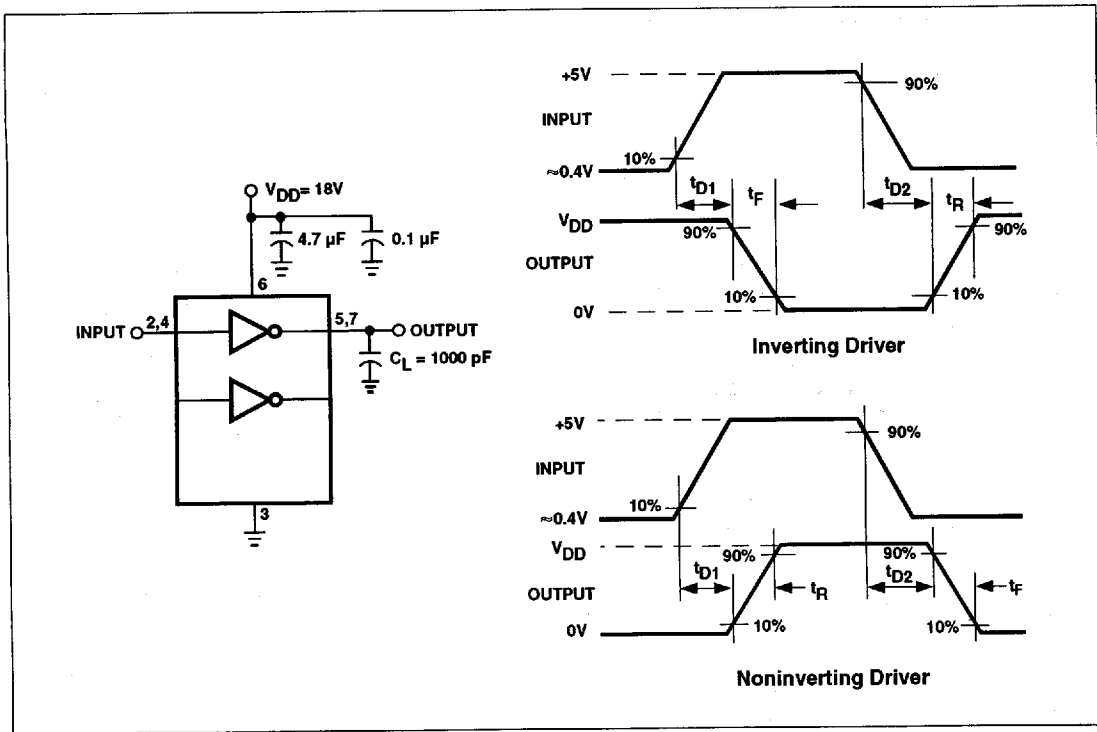 V_DD = 18V
4.7 µF
0.1 µF
6
INPUT
2,4
5,7
OUTPUT
C_L = 1000 pF
3
+5V
90%
INPUT
10%
≈0.4V
t_D1
t_F
t_D2
t_R
V_DD
90%
90%
OUTPUT
10%
10%
0V
Inverting Driver
+5V
90%
INPUT
10%
≈0.4V
V_DD
90%
90%
t_D1
t_R
t_D2
t_F
OUTPUT
10%
10%
0V
Noninverting Driver